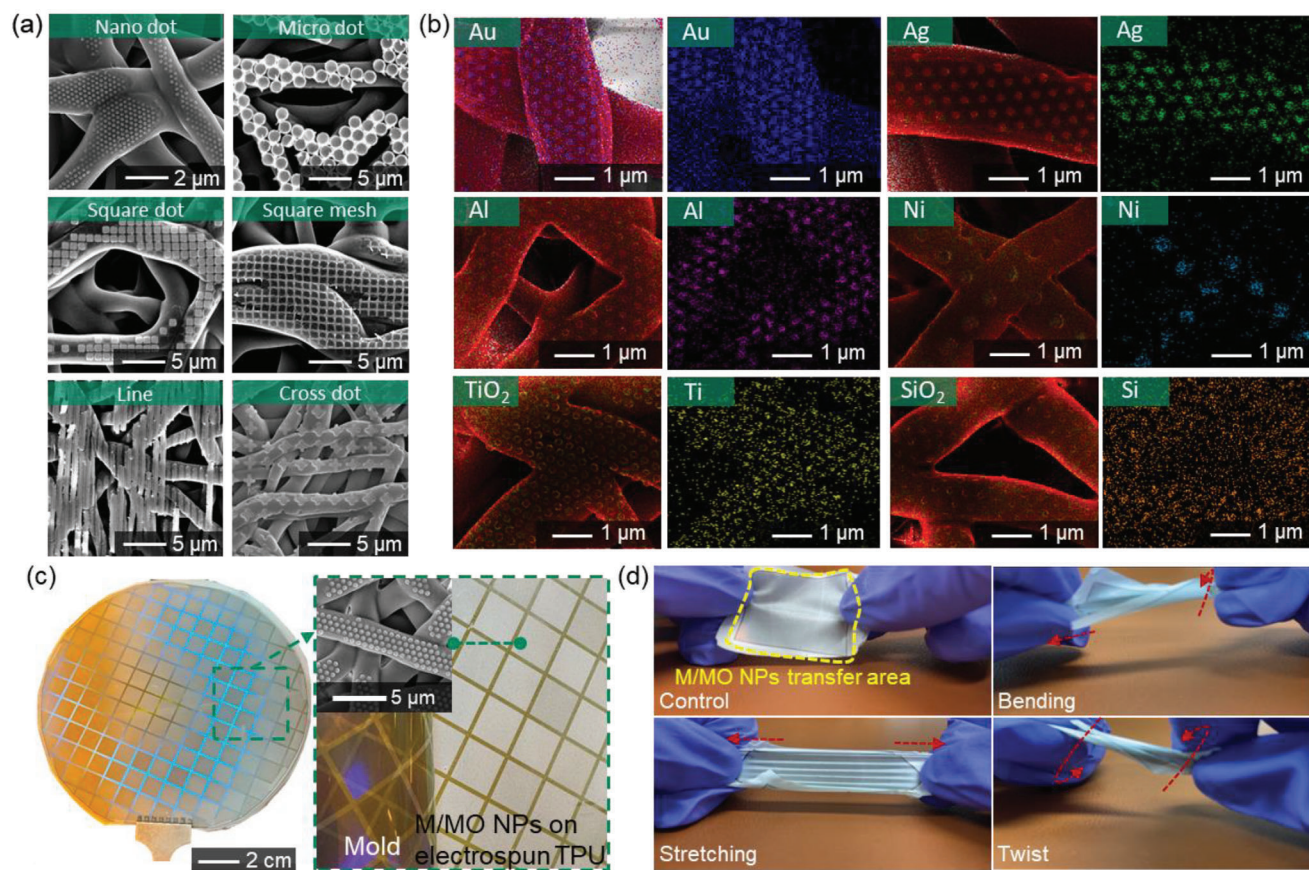 (a)
Nano dot
Micro dot
2 μm
5 μm
Square dot
Square mesh
5 μm
5 μm
Line
Cross dot
5 μm
5 μm
(b)
Au
Au
Ag
Ag
1 μm
1 μm
1 μm
1 μm
Al
Al
Ni
Ni
1 μm
1 μm
1 μm
1 μm
TiO₂
Ti
SiO₂
Si
1 μm
1 μm
1 μm
1 μm
(c)
5 μm
Mold
M/MO NPs on
electrospun TPU
2 cm
(d)
M/MO NPs transfer area
Control
Bending
Stretching
Twist